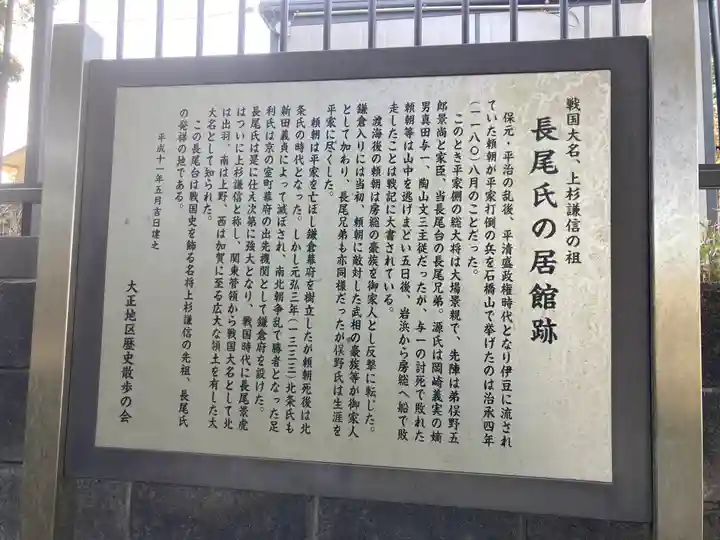 戦国大名、上杉謙信の祖
長尾氏の居館跡
保元・平治の乱後、平清盛政権時代となり伊豆に流され
ていた頼朝が平家打倒の兵を石橋山で挙げたのは治承四年
(一一八〇)八月のことだった。
このとき平家側の総大将は大場景親で、先陣は弟俣野五
郎景尚と家臣、当長尾台の長尾兄弟。源氏は岡崎義実の嫡
男真田与一、陶山文三主従だったが、与一の討死で敗れた
頼朝等は山中を逃げまどい五日後、岩浜から房総へ船で敗
走したことは戦記に大書されている。
渡海後の頼朝は房総の豪族を御家人とし反撃に転じた。
鎌倉入りには当初、頼朝に敵対した武相の豪族等が御家人
として加わり、長尾兄弟も亦同様だったが俣野氏は生涯を
平家に尽くした。
頼朝は平家を亡ぼし鎌倉幕府を樹立したが頼朝死後は北
条氏の時代となった。しかし元弘三年(一三三三)北条氏も
新田義貞によって滅ぼされ、南北朝争乱で勝者となった足
利氏は京の室町幕府の出先機関として鎌倉府を設けた。
長尾氏は是に仕え次第に強大となり、戦国時代に長尾景虎
はついに上杉謙信と称し、関東管領から戦国大名として北
は出羽、南は上野、西は加賀に至る広大な領土を有した大
大名として知られた。
この長尾台は戦国史を飾る名将上杉謙信の先祖、長尾氏
の発祥の地である。
平成十一年五月吉日建之
大正地区歴史散歩の会